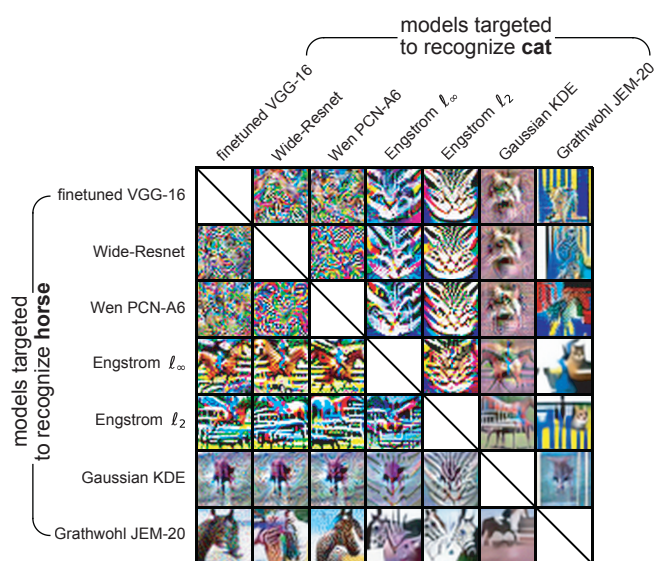 models targeted
to recognize cat
finetuned VGG-16
Wide-Resnet
Wen PCN-A6
Engstrom ℓ∞
Engstrom ℓ2
Gaussian KDE
Grathwohl JEM-20
models targeted
to recognize horse
finetuned VGG-16
Wide-Resnet
Wen PCN-A6
Engstrom ℓ∞
Engstrom ℓ2
Gaussian KDE
Grathwohl JEM-20